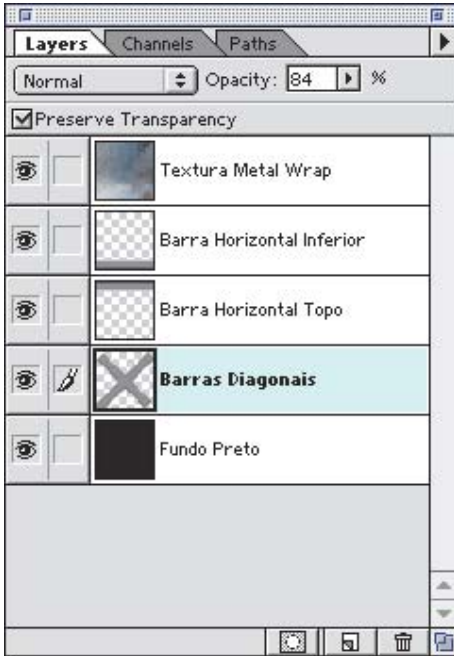 Layers Channels Paths
Normal Opacity: 84 %
Preserve Transparency
Textura Metal Wrap
Barra Horizontal Inferior
Barra Horizontal Topo
Barras Diagonais
Fundo Preto